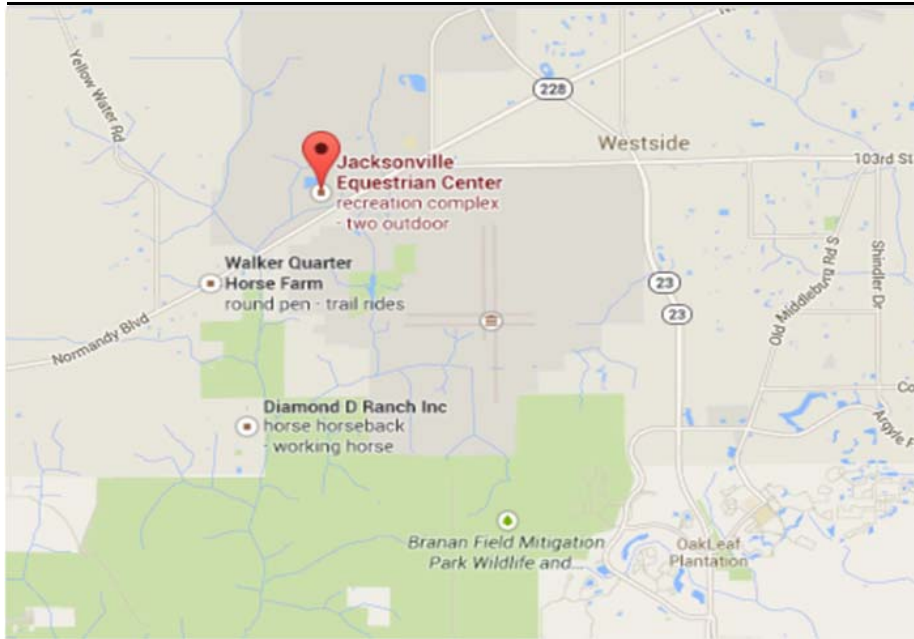 Yellow Water Rd
228
Westside
103rd St
Jacksonville
Equestrian Center
recreation complex
- two outdoor
Walker Quarter
Horse Farm
round pen · trail rides
Normandy Blvd
23
23
Old Middleburg Rd S
Shindler Dr
Diamond D Ranch Inc
horse horseback
- working horse
Co
Argyle F
Branan Field Mitigation
Park Wildlife and...
OakLeaf
Plantation